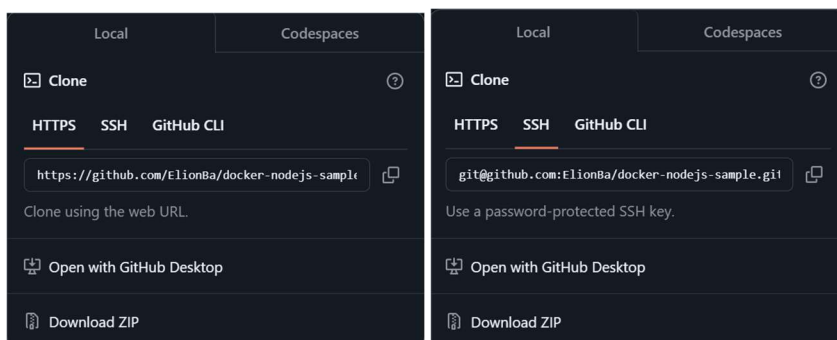 Local Codespaces
Clone
HTTPS SSH GitHub CLI
https://github.com/ElionBa/docker-nodejs-sample
Clone using the web URL.
Open with GitHub Desktop
Download ZIP
Local Codespaces
Clone
HTTPS SSH GitHub CLI
git@github.com:ElionBa/docker-nodejs-sample.git
Use a password-protected SSH key.
Open with GitHub Desktop
Download ZIP